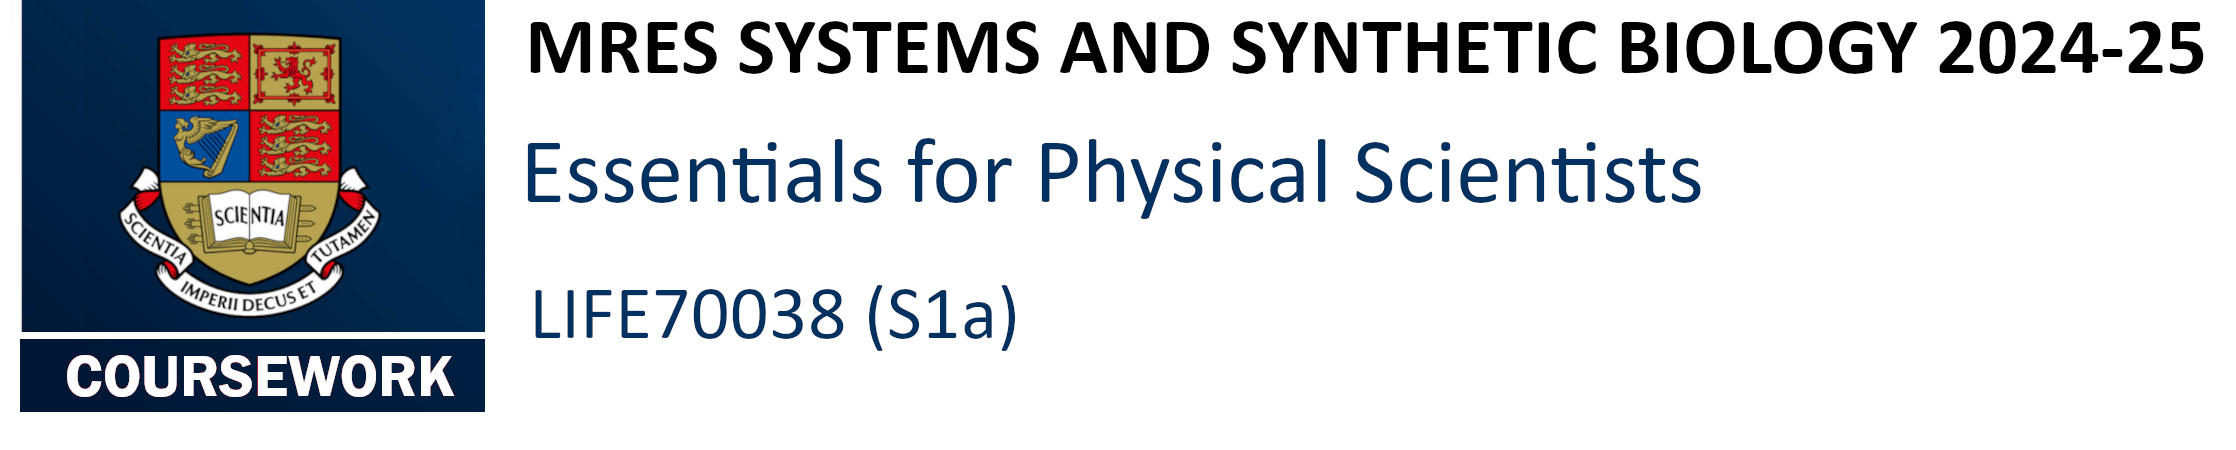 MRES SYSTEMS AND SYNTHETIC BIOLOGY 2024-25
Essentials for Physical Scientists
LIFE70038 (S1a)
SCIENTIA
SCIENTIA
IMPERII DECUS ET
TUTAMEN
COURSEWORK